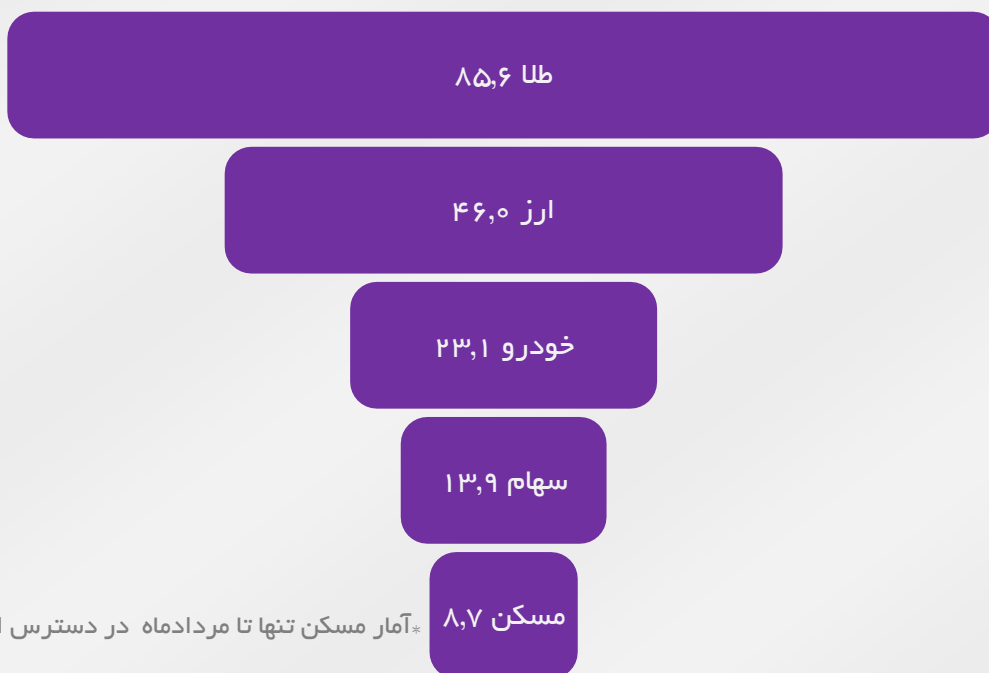 طلا ۸۵,۶
ارز ۴۶,۰
خودرو ۲۳,۱
سهام ۱۳,۹
مسکن ۸,۷
*آمار مسکن تنها تا مردادماه در دسترس